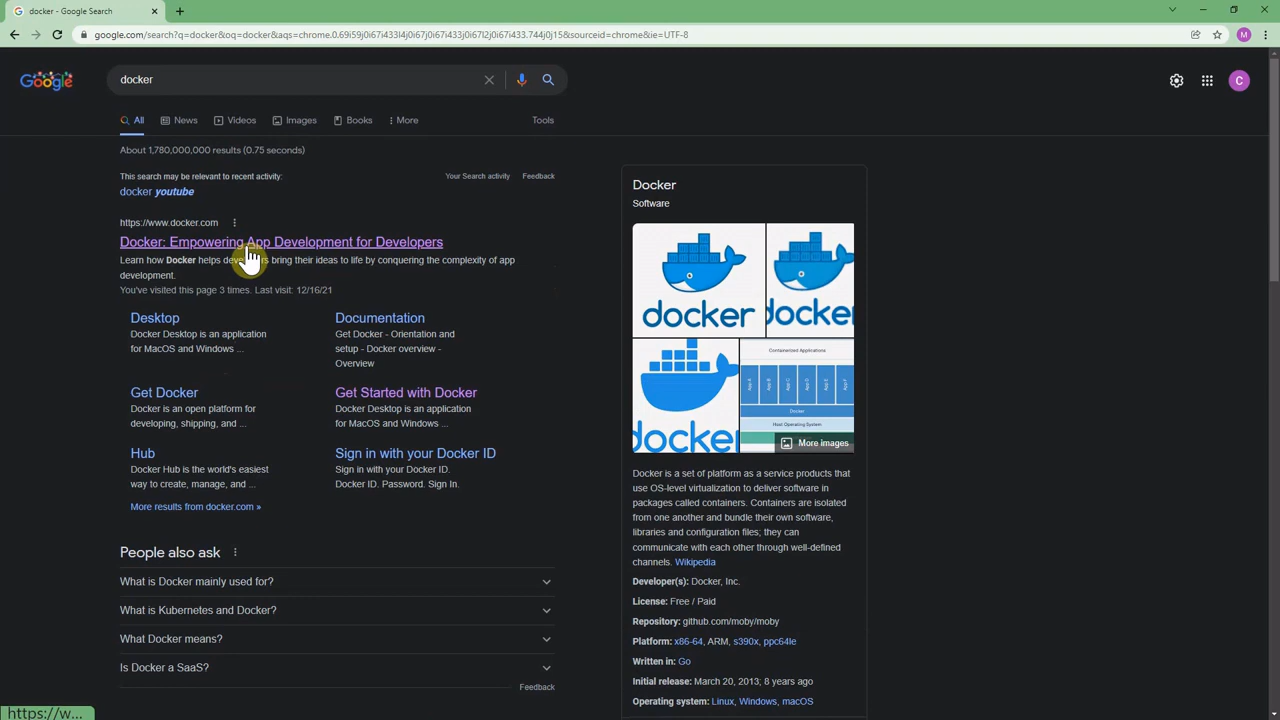 docker - Google Search
google.com/search?q=docker&oq=docker&aqs=chrome.0.69i59j0i67i433l4j0i67j0i67i433j0i67l2j0i67i433.744j0j15&sourceid=chrome&ie=UTF-8
M
Google
docker
C
All
News
Videos
Images
Books
More
Tools
About 1,780,000,000 results (0.75 seconds)
This search may be relevant to recent activity:
Your Search activity
Feedback
docker youtube
https://www.docker.com
Docker: Empowering App Development for Developers
Learn how Docker helps developers bring their ideas to life by conquering the complexity of app
development.
You've visited this page 3 times. Last visit: 12/16/21
Desktop
Docker Desktop is an application
for MacOS and Windows ...
Documentation
Get Docker - Orientation and
setup - Docker overview -
Overview
Get Docker
Docker is an open platform for
developing, shipping, and ...
Get Started with Docker
Docker Desktop is an application
for MacOS and Windows ...
Hub
Docker Hub is the world's easiest
way to create, manage, and ...
Sign in with your Docker ID
Sign in with your Docker ID.
Docker ID. Password. Sign In.
More results from docker.com »
People also ask
What is Docker mainly used for?
What is Kubernetes and Docker?
What Docker means?
Is Docker a SaaS?
Feedback
https://w...
Docker
Software
docker
docker
docker
Containerized Applications
App A
App B
App C
App D
App E
App F
Docker
Host Operating System
More images
Docker is a set of platform as a service products that
use OS-level virtualization to deliver software in
packages called containers. Containers are isolated
from one another and bundle their own software,
libraries and configuration files; they can
communicate with each other through well-defined
channels. Wikipedia
Developer(s): Docker, Inc.
License: Free / Paid
Repository: github.com/moby/moby
Platform: x86-64, ARM, s390x, ppc64le
Written in: Go
Initial release: March 20, 2013; 8 years ago
Operating system: Linux, Windows, macOS